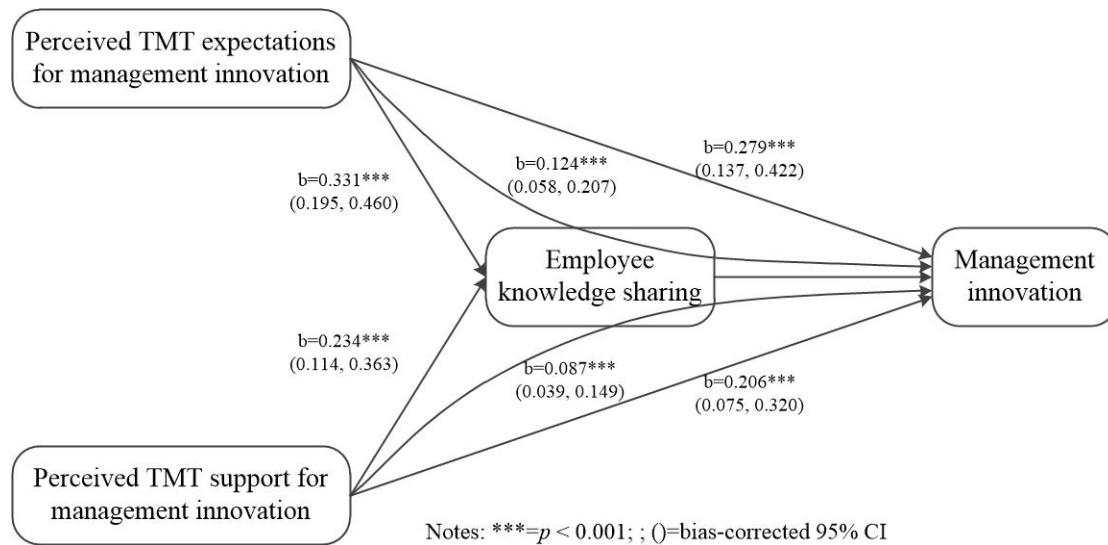 Perceived TMT expectations
for management innovation
b=0.279***
(0.137, 0.422)
b=0.124***
(0.058, 0.207)
b=0.331***
(0.195, 0.460)
Employee
knowledge sharing
Management
innovation
b=0.234***
(0.114, 0.363)
b=0.087***
(0.039, 0.149)
b=0.206***
(0.075, 0.320)
Perceived TMT support for
management innovation
Notes: ***=p < 0.001; ; ()=bias-corrected 95% CI